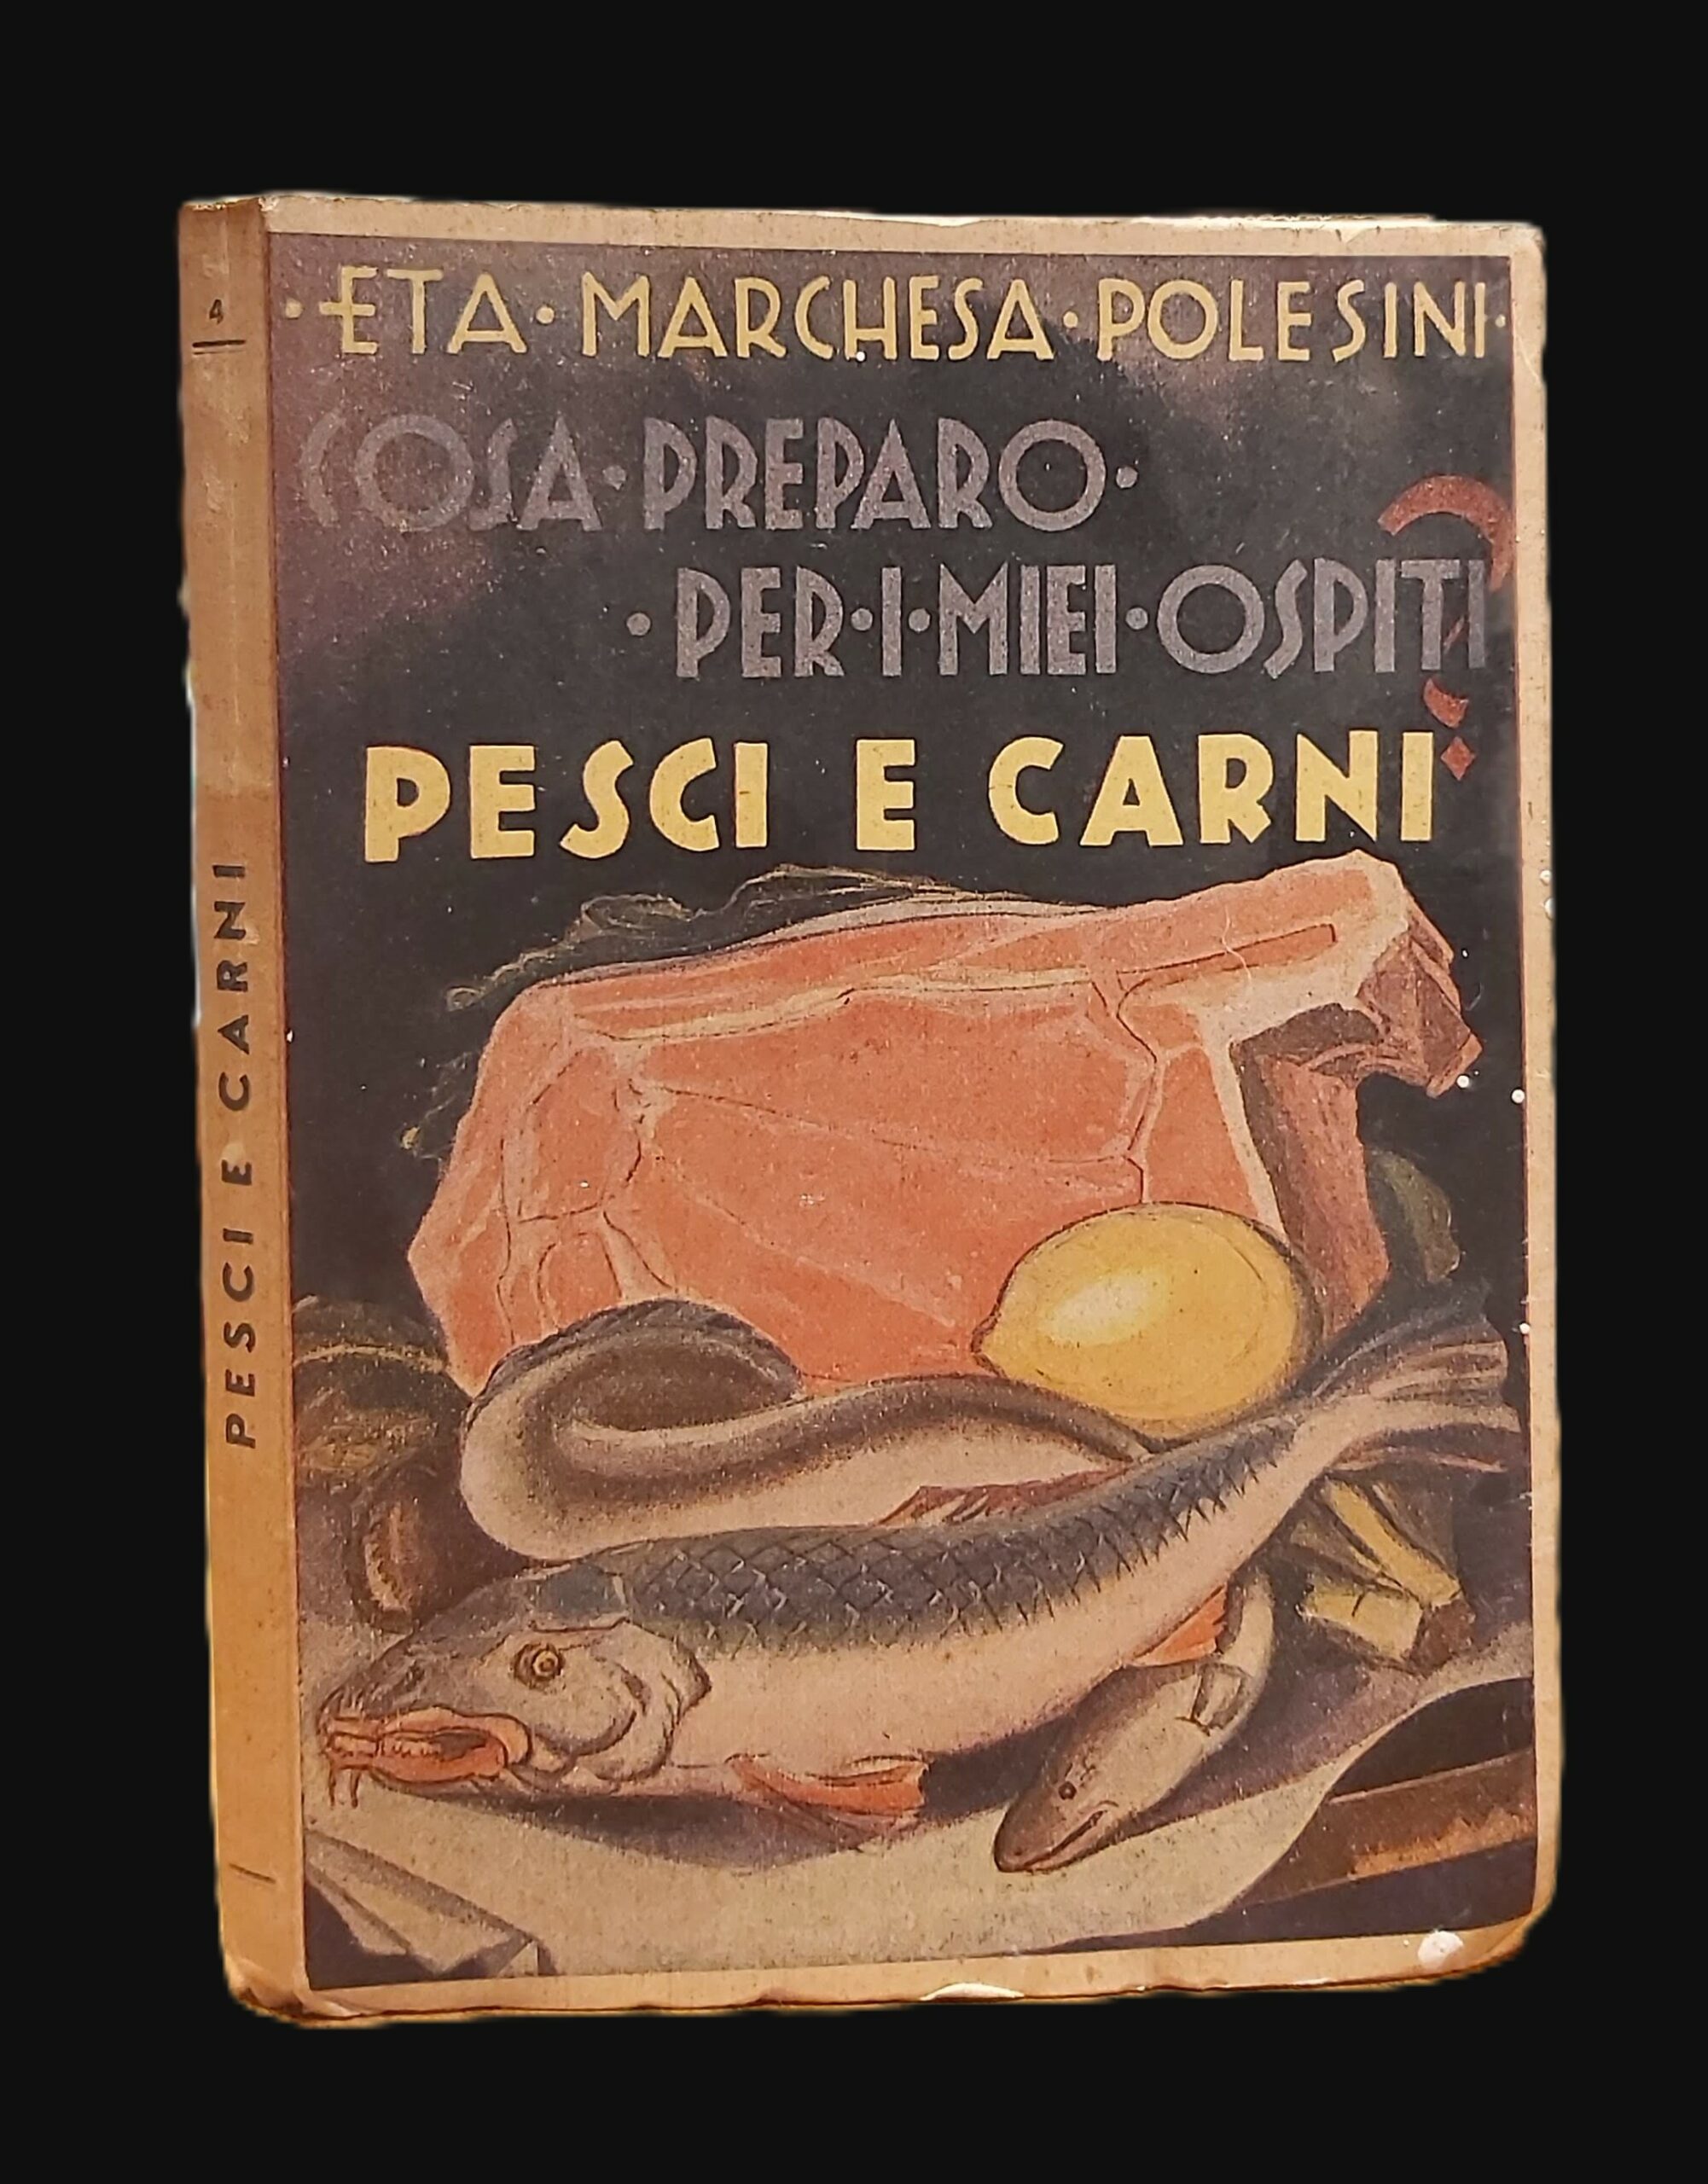 4
PESCI E CARNI
·ETA·MARCHESA·POLESINI·
COSA·PREPARO·
·PER·I·MIEI·OSPITI?
PESCI E CARNI